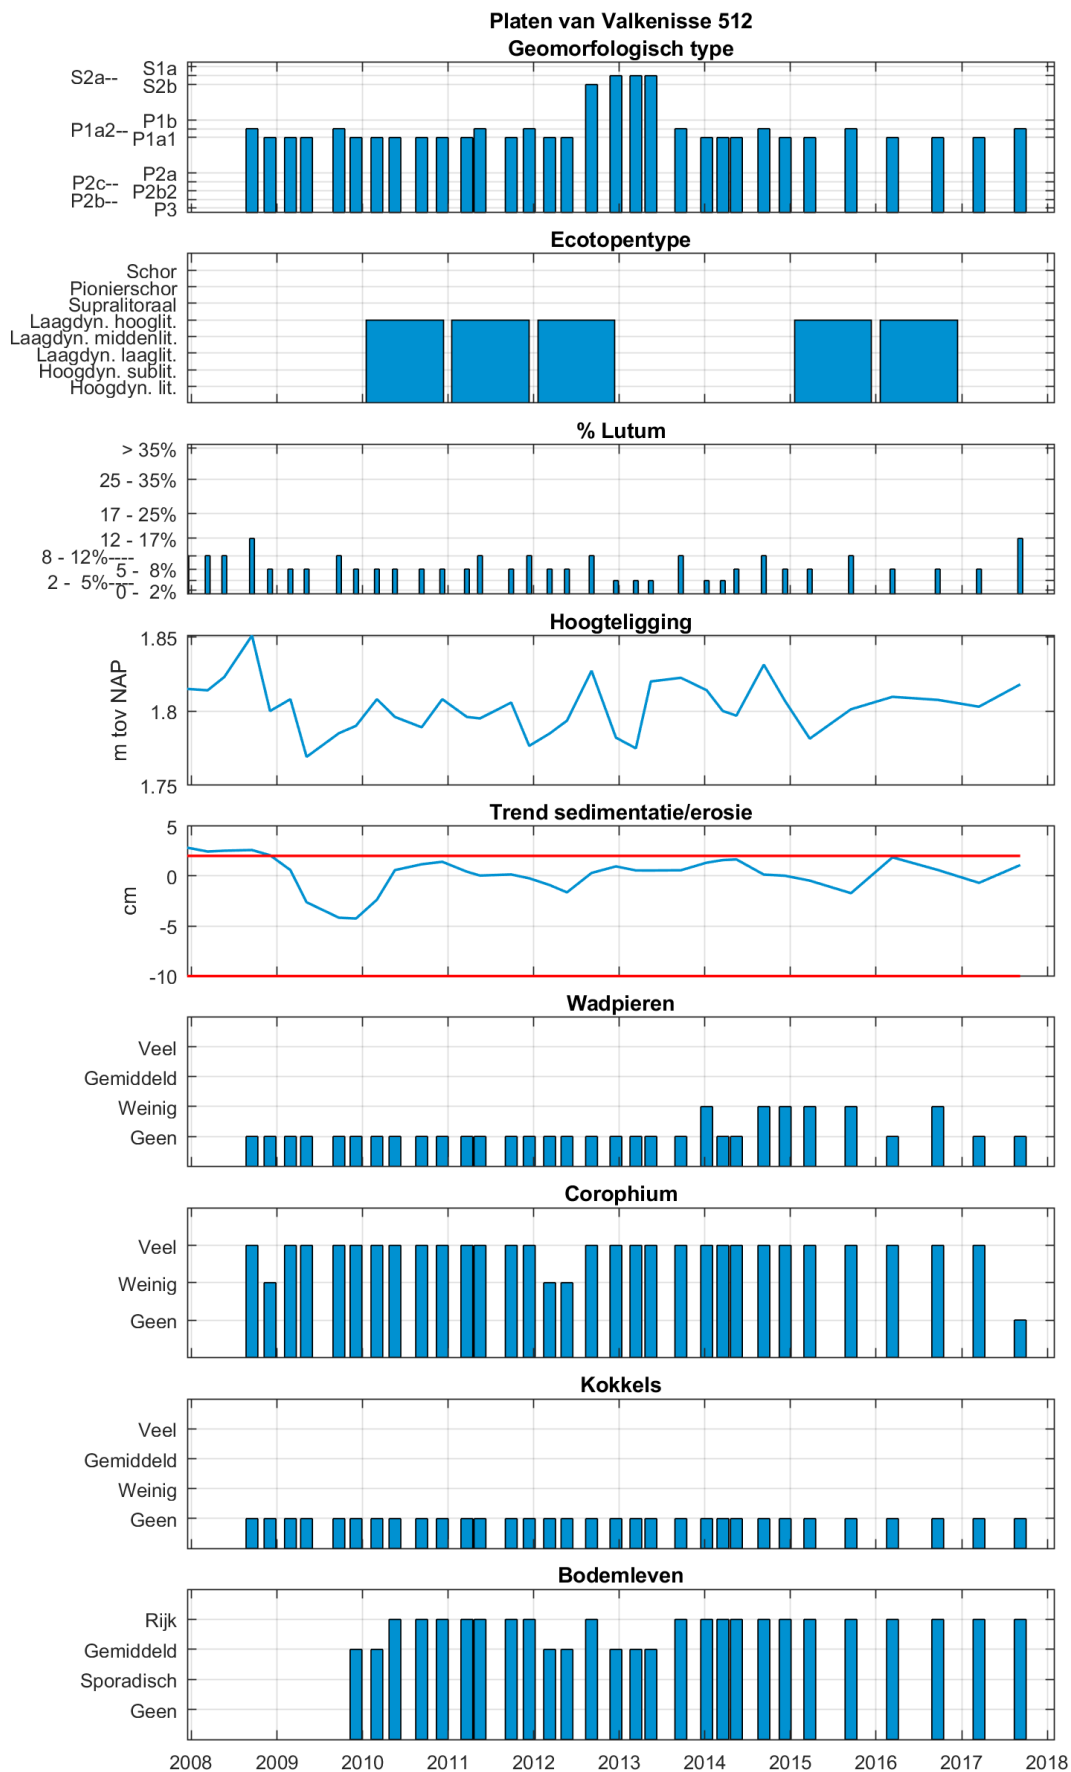 Platen van Valkenisse 512
Geomorfologisch type
S1a
S2a--
S2b
P1b
P1a2--
P1a1
P2a
P2c--
P2b2
P2b--
P3
Ecotopentype
Schor
Pionierschor
Supralitoraal
Laagdyn. hooglit.
Laagdyn. middenlit.
Laagdyn. laaglit.
Hoogdyn. sublit.
Hoogdyn. lit.
% Lutum
> 35%
25 - 35%
17 - 25%
12 - 17%
8 - 12%----
5 - 8%
2 - 5%----
0 - 2%
Hoogteligging
m tov NAP
1.85
1.8
1.75
Trend sedimentatie/erosie
cm
5
0
-5
-10
Wadpieren
Veel
Gemiddeld
Weinig
Geen
Corophium
Veel
Weinig
Geen
Kokkels
Veel
Gemiddeld
Weinig
Geen
Bodemleven
Rijk
Gemiddeld
Sporadisch
Geen
2008 2009 2010 2011 2012 2013 2014 2015 2016 2017 2018